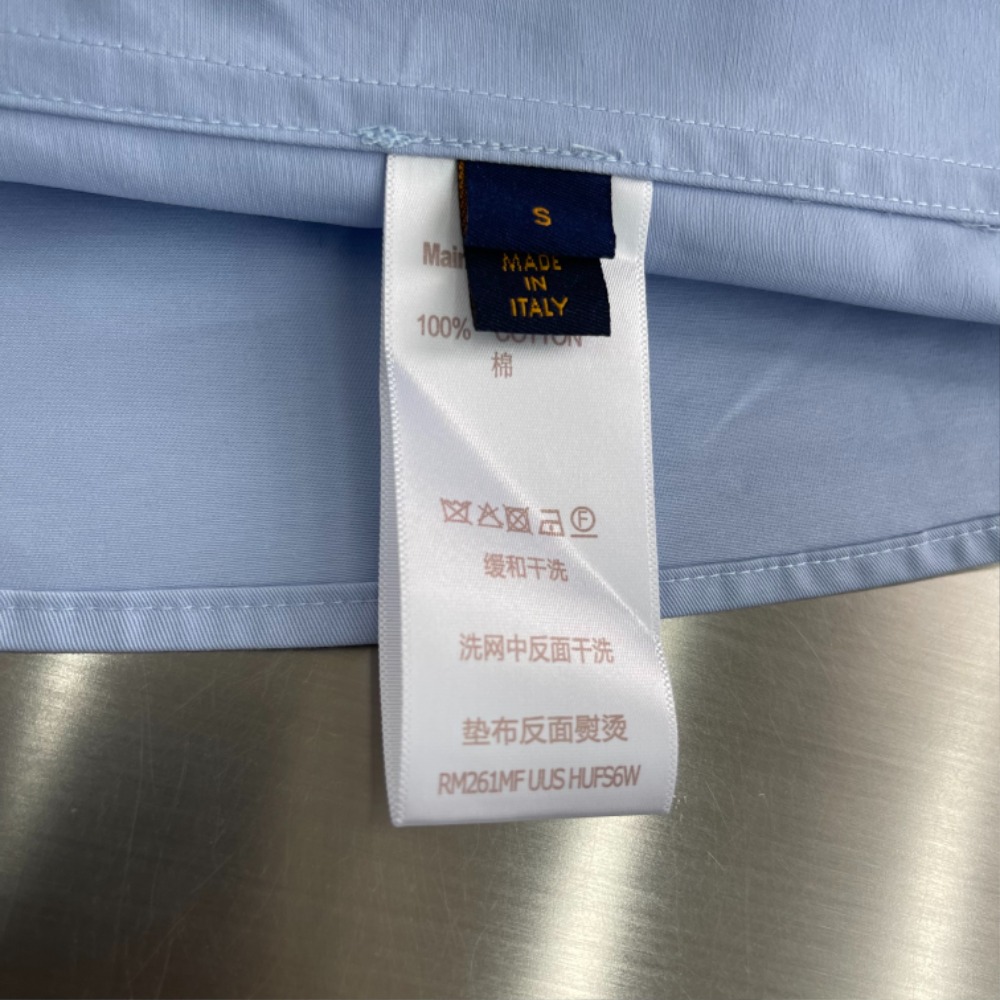 S
MADE
IN
ITALY
Main
100% COTTON
棉
F
缓和干洗
洗网中反面干洗
垫布反面熨烫
RM261MF UUS HUFS6W